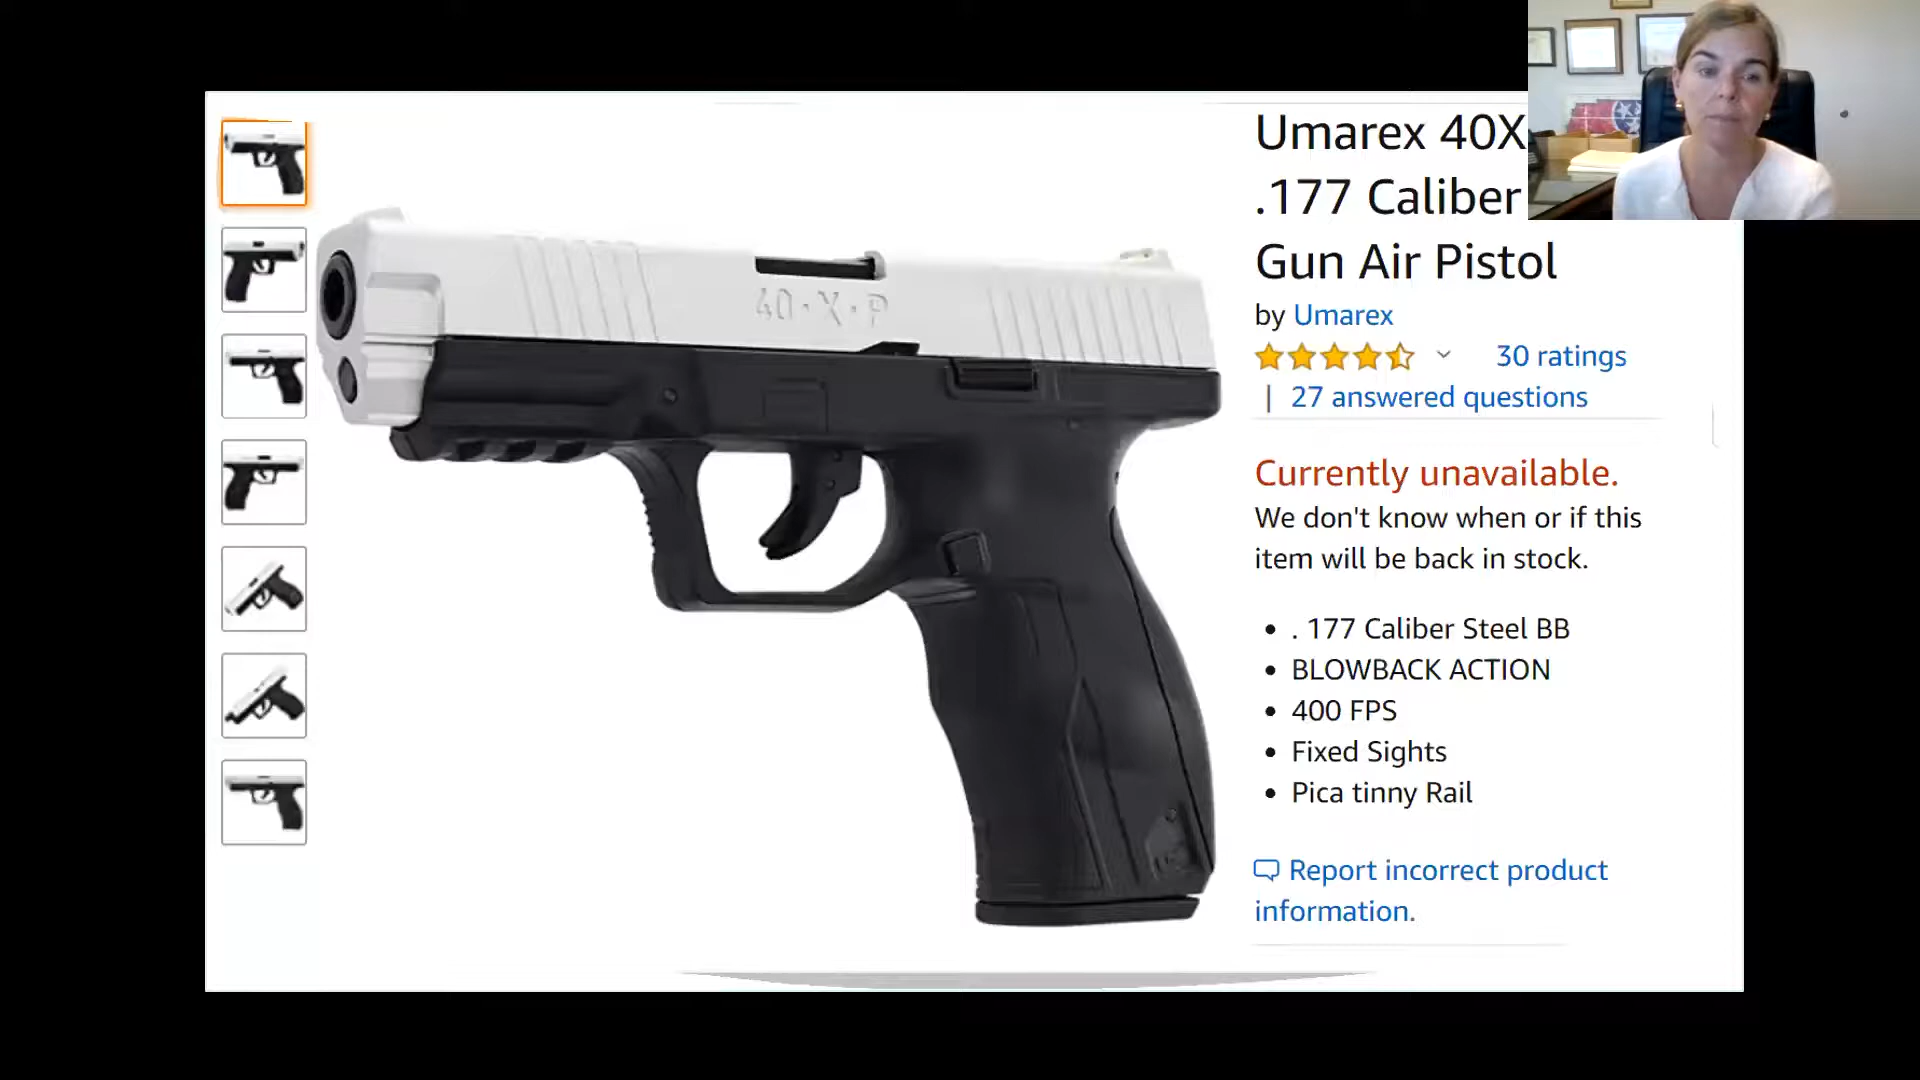 Umarex 40X
.177 Caliber
Gun Air Pistol
by Umarex
30 ratings
| 27 answered questions
Currently unavailable.
We don't know when or if this
item will be back in stock.
. 177 Caliber Steel BB
BLOWBACK ACTION
400 FPS
Fixed Sights
Pica tinny Rail
Report incorrect product
information.
40·X·P